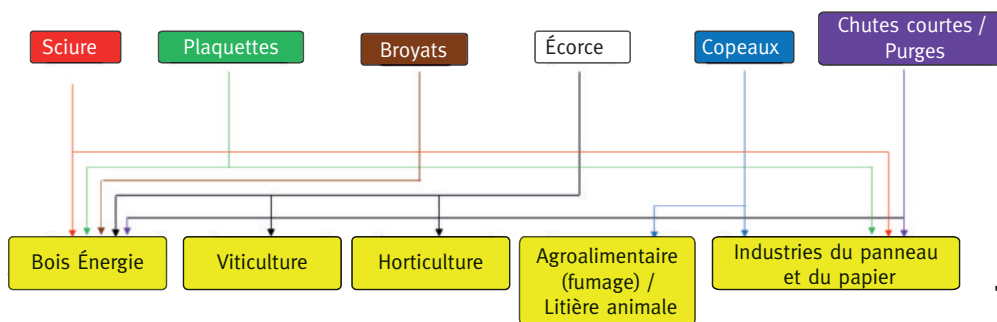 Sciure
Plaquettes
Broyats
Écorce
Copeaux
Chutes courtes /
Purges
Bois Énergie
Viticulture
Horticulture
Agroalimentaire
(fumage) /
Litière animale
Industries du panneau
et du papier